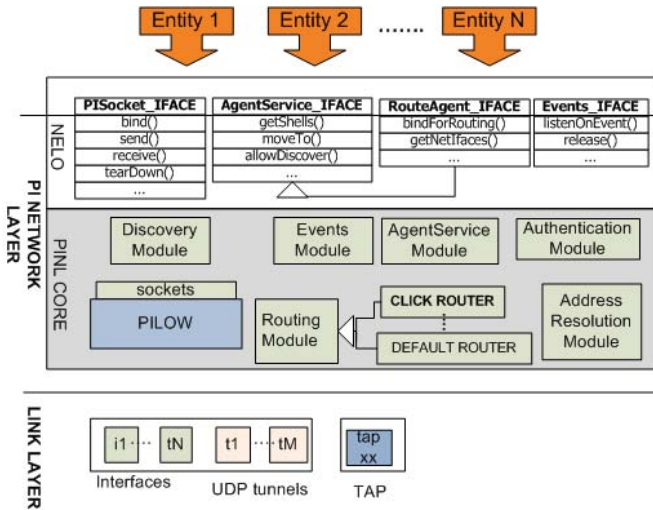 Entity 1
Entity 2
........
Entity N
PISocket_IFACE
bind()
send()
receive()
tearDown()
...
AgentService_IFACE
getShells()
moveTo()
allowDiscover()
...
RouteAgent_IFACE
bindForRouting()
getNetIfaces()
...
Events_IFACE
listenOnEvent()
release()
...
PI NETWORK
LAYER
NELO
PINL CORE
Discovery
Module
Events
Module
AgentService
Module
Authentication
Module
sockets
PILOW
Routing
Module
CLICK ROUTER
DEFAULT ROUTER
Address
Resolution
Module
LINK LAYER
i1
tN
Interfaces
t1
tM
UDP tunnels
tap
xx
TAP